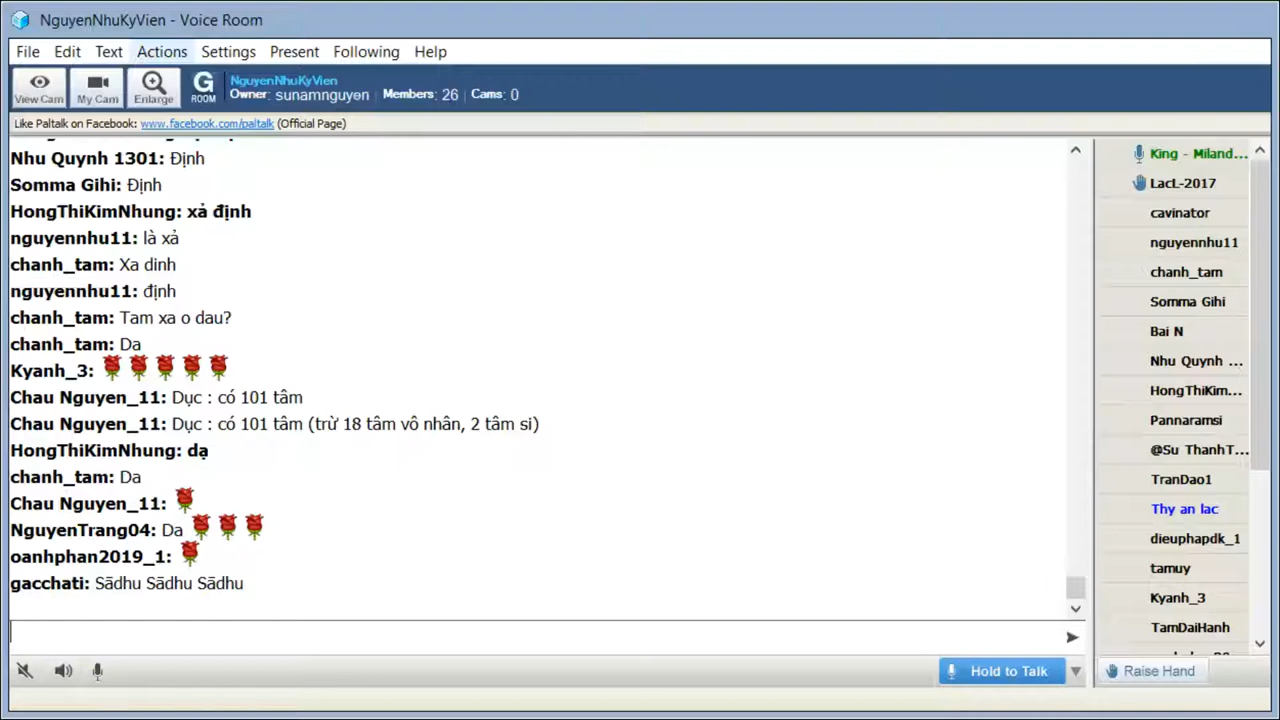 NguyenNhuKyVien - Voice Room
File Edit Text Actions Settings Present Following Help
View Cam My Cam Enlarge G ROOM
NguyenNhuKyVien
Owner: sunamnguyen Members: 26 Cams: 0
Like Paltalk on Facebook: www.facebook.com/paltalk (Official Page)
Nhu Quynh 1301: Định
Somma Gihi: Định
HongThiKimNhung: xả định
nguyennhu11: là xả
chanh_tam: Xa dinh
nguyennhu11: định
chanh_tam: Tam xa o dau?
chanh_tam: Da
Kyanh_3:
Chau Nguyen_11: Dục : có 101 tâm
Chau Nguyen_11: Dục : có 101 tâm (trừ 18 tâm vô nhân, 2 tâm si)
HongThiKimNhung: dạ
chanh_tam: Da
Chau Nguyen_11:
NguyenTrang04: Da
oanhphan2019_1:
gacchati: Sādhu Sādhu Sādhu
King - Miland...
LacL-2017
cavinator
nguyennhu11
chanh_tam
Somma Gihi
Bai N
Nhu Quynh ...
HongThiKim...
Pannaramsi
@Su ThanhT...
TranDao1
Thy an lac
dieuphapdk_1
tamuy
Kyanh_3
TamDaiHanh
Hold to Talk
Raise Hand